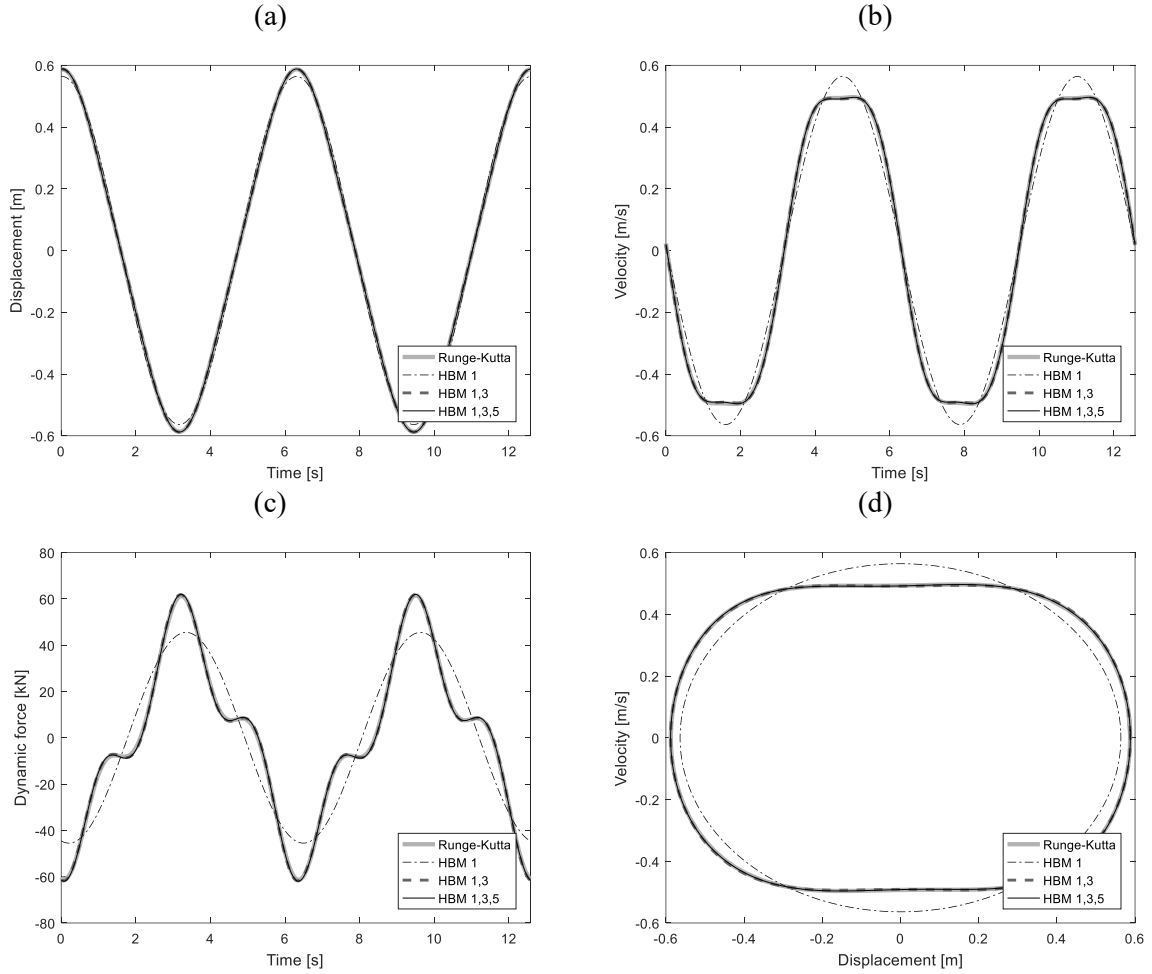 (a)
0.6
0.4
0.2
0
-0.2
-0.4
-0.6
Displacement [m]
0 2 4 6 8 10 12
Time [s]
Runge-Kutta
HBM 1
HBM 1,3
HBM 1,3,5
(b)
0.6
0.4
0.2
0
-0.2
-0.4
-0.6
Velocity [m/s]
0 2 4 6 8 10 12
Time [s]
Runge-Kutta
HBM 1
HBM 1,3
HBM 1,3,5
(c)
80
60
40
20
0
-20
-40
-60
-80
Dynamic force [kN]
0 2 4 6 8 10 12
Time [s]
Runge-Kutta
HBM 1
HBM 1,3
HBM 1,3,5
(d)
0.6
0.4
0.2
0
-0.2
-0.4
-0.6
Velocity [m/s]
-0.6 -0.4 -0.2 0 0.2 0.4 0.6
Displacement [m]
Runge-Kutta
HBM 1
HBM 1,3
HBM 1,3,5